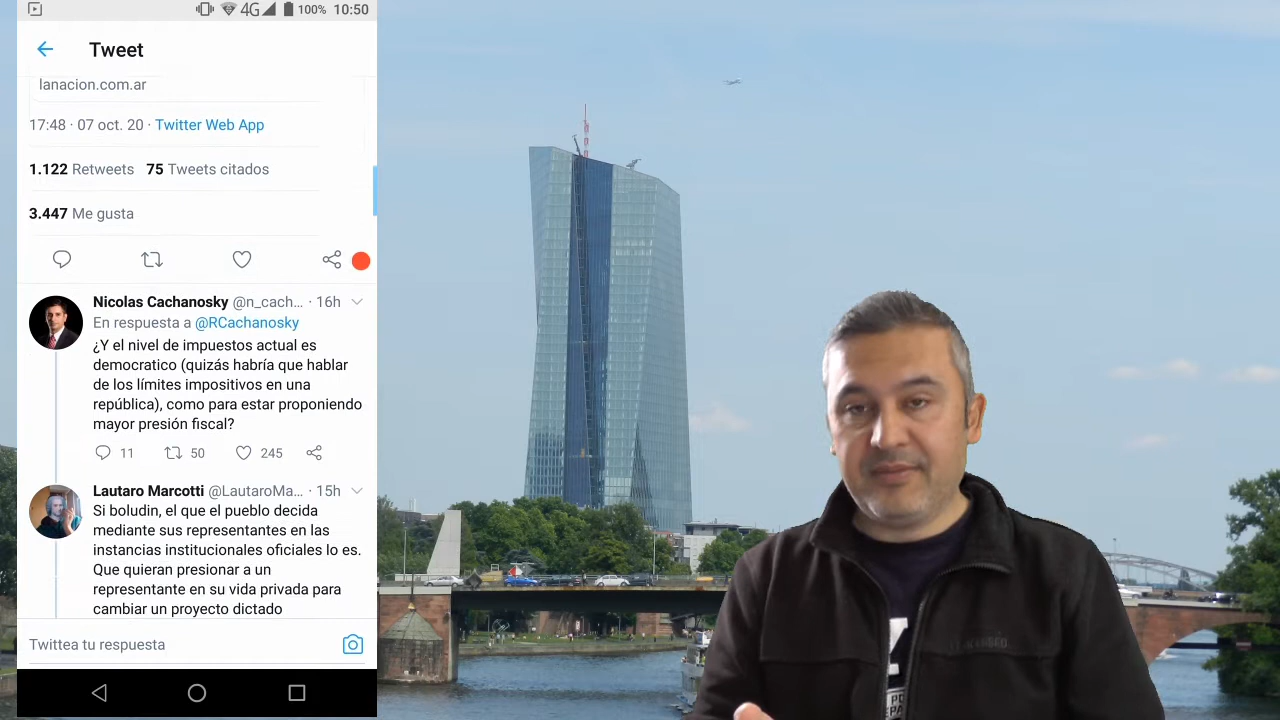 4G 100% 10:50
Tweet
lanacion.com.ar
17:48 · 07 oct. 20 · Twitter Web App
1.122 Retweets 75 Tweets citados
3.447 Me gusta
Nicolas Cachanosky @n_cach... · 16h
En respuesta a @RCachanosky
¿Y el nivel de impuestos actual es
democratico (quizás habría que hablar
de los límites impositivos en una
república), como para estar proponiendo
mayor presión fiscal?
11 50 245
Lautaro Marcotti @LautaroMa... · 15h
Si boludin, el que el pueblo decida
mediante sus representantes en las
instancias institucionales oficiales lo es.
Que quieran presionar a un
representante en su vida privada para
cambiar un proyecto dictado
Twittea tu respuesta